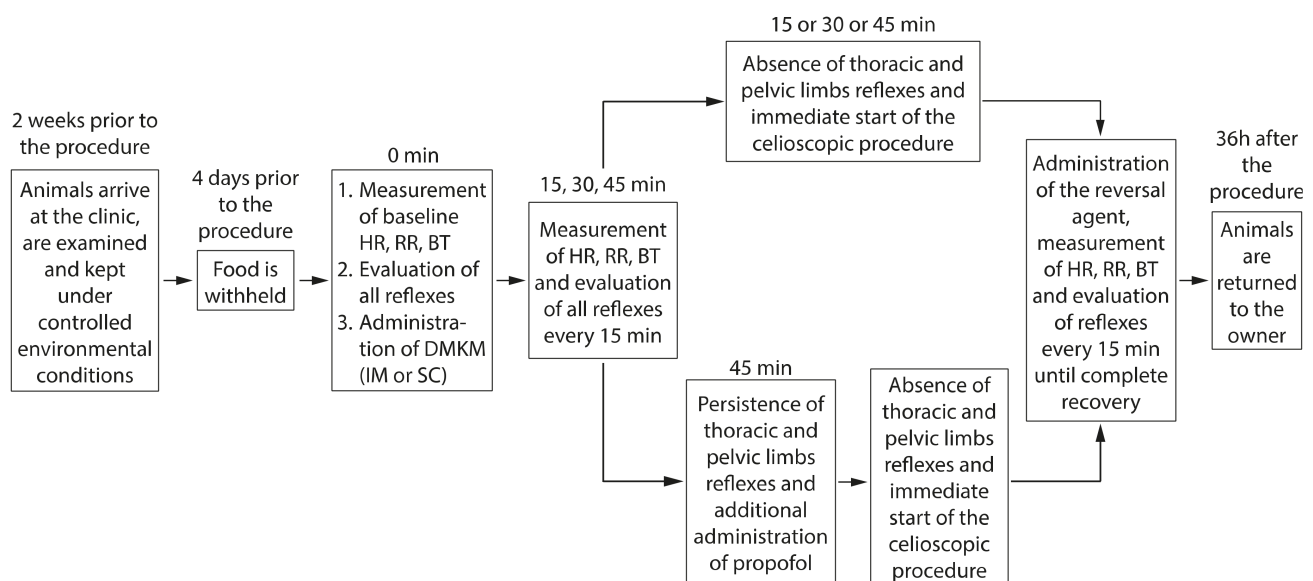 2 weeks prior to
the procedure
Animals arrive
at the clinic,
are examined
and kept
under
controlled
environmental
conditions
4 days prior
to the
procedure
Food is
withheld
0 min
1. Measurement
of baseline
HR, RR, BT
2. Evaluation of
all reflexes
3. Administra-
tion of DMKM
(IM or SC)
15, 30, 45 min
Measurement
of HR, RR, BT
and evaluation
of all reflexes
every 15 min
15 or 30 or 45 min
Absence of thoracic and
pelvic limbs reflexes and
immediate start of the
celioscopic procedure
45 min
Persistence of
thoracic and
pelvic limbs
reflexes and
additional
administration
of propofol
Absence of
thoracic and
pelvic limbs
reflexes and
immediate
start of the
celioscopic
procedure
Administration
of the reversal
agent,
measurement
of HR, RR, BT
and evaluation
of reflexes
every 15 min
until complete
recovery
36h after
the
procedure
Animals
are
returned
to the
owner